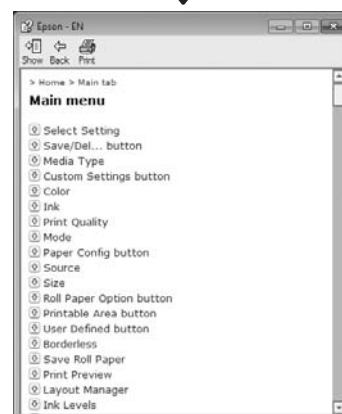 Epson - EN
Show Back Print
> Home > Main tab
Main menu
Select Setting
Save/Del... button
Media Type
Custom Settings button
Color
Ink
Print Quality
Mode
Paper Config button
Source
Size
Roll Paper Option button
Printable Area button
User Defined button
Borderless
Save Roll Paper
Print Preview
Layout Manager
Ink Levels